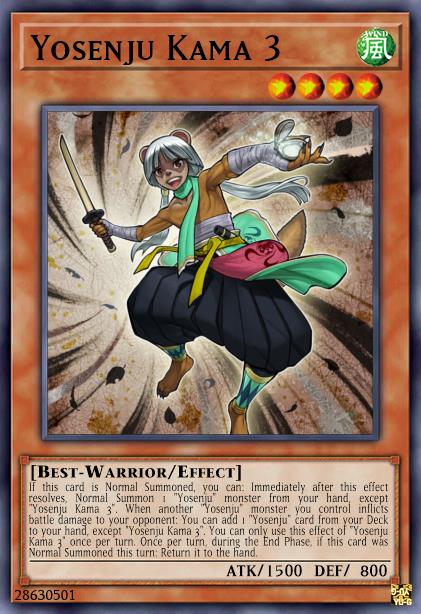 Yosenju Kama 3
WIND
風
[Best-Warrior/Effect]
If this card is Normal Summoned, you can: Immediately after this effect
resolves, Normal Summon 1 "Yosenju" monster from your hand, except
"Yosenju Kama 3". When another "Yosenju" monster you control inflicts
battle damage to your opponent: You can add 1 "Yosenju" card from your Deck
to your hand, except "Yosenju Kama 3". You can only use this effect of "Yosenju
Kama 3" once per turn. Once per turn, during the End Phase, if this card was
Normal Summoned this turn: Return it to the hand.
ATK/1500 DEF/ 800
28630501